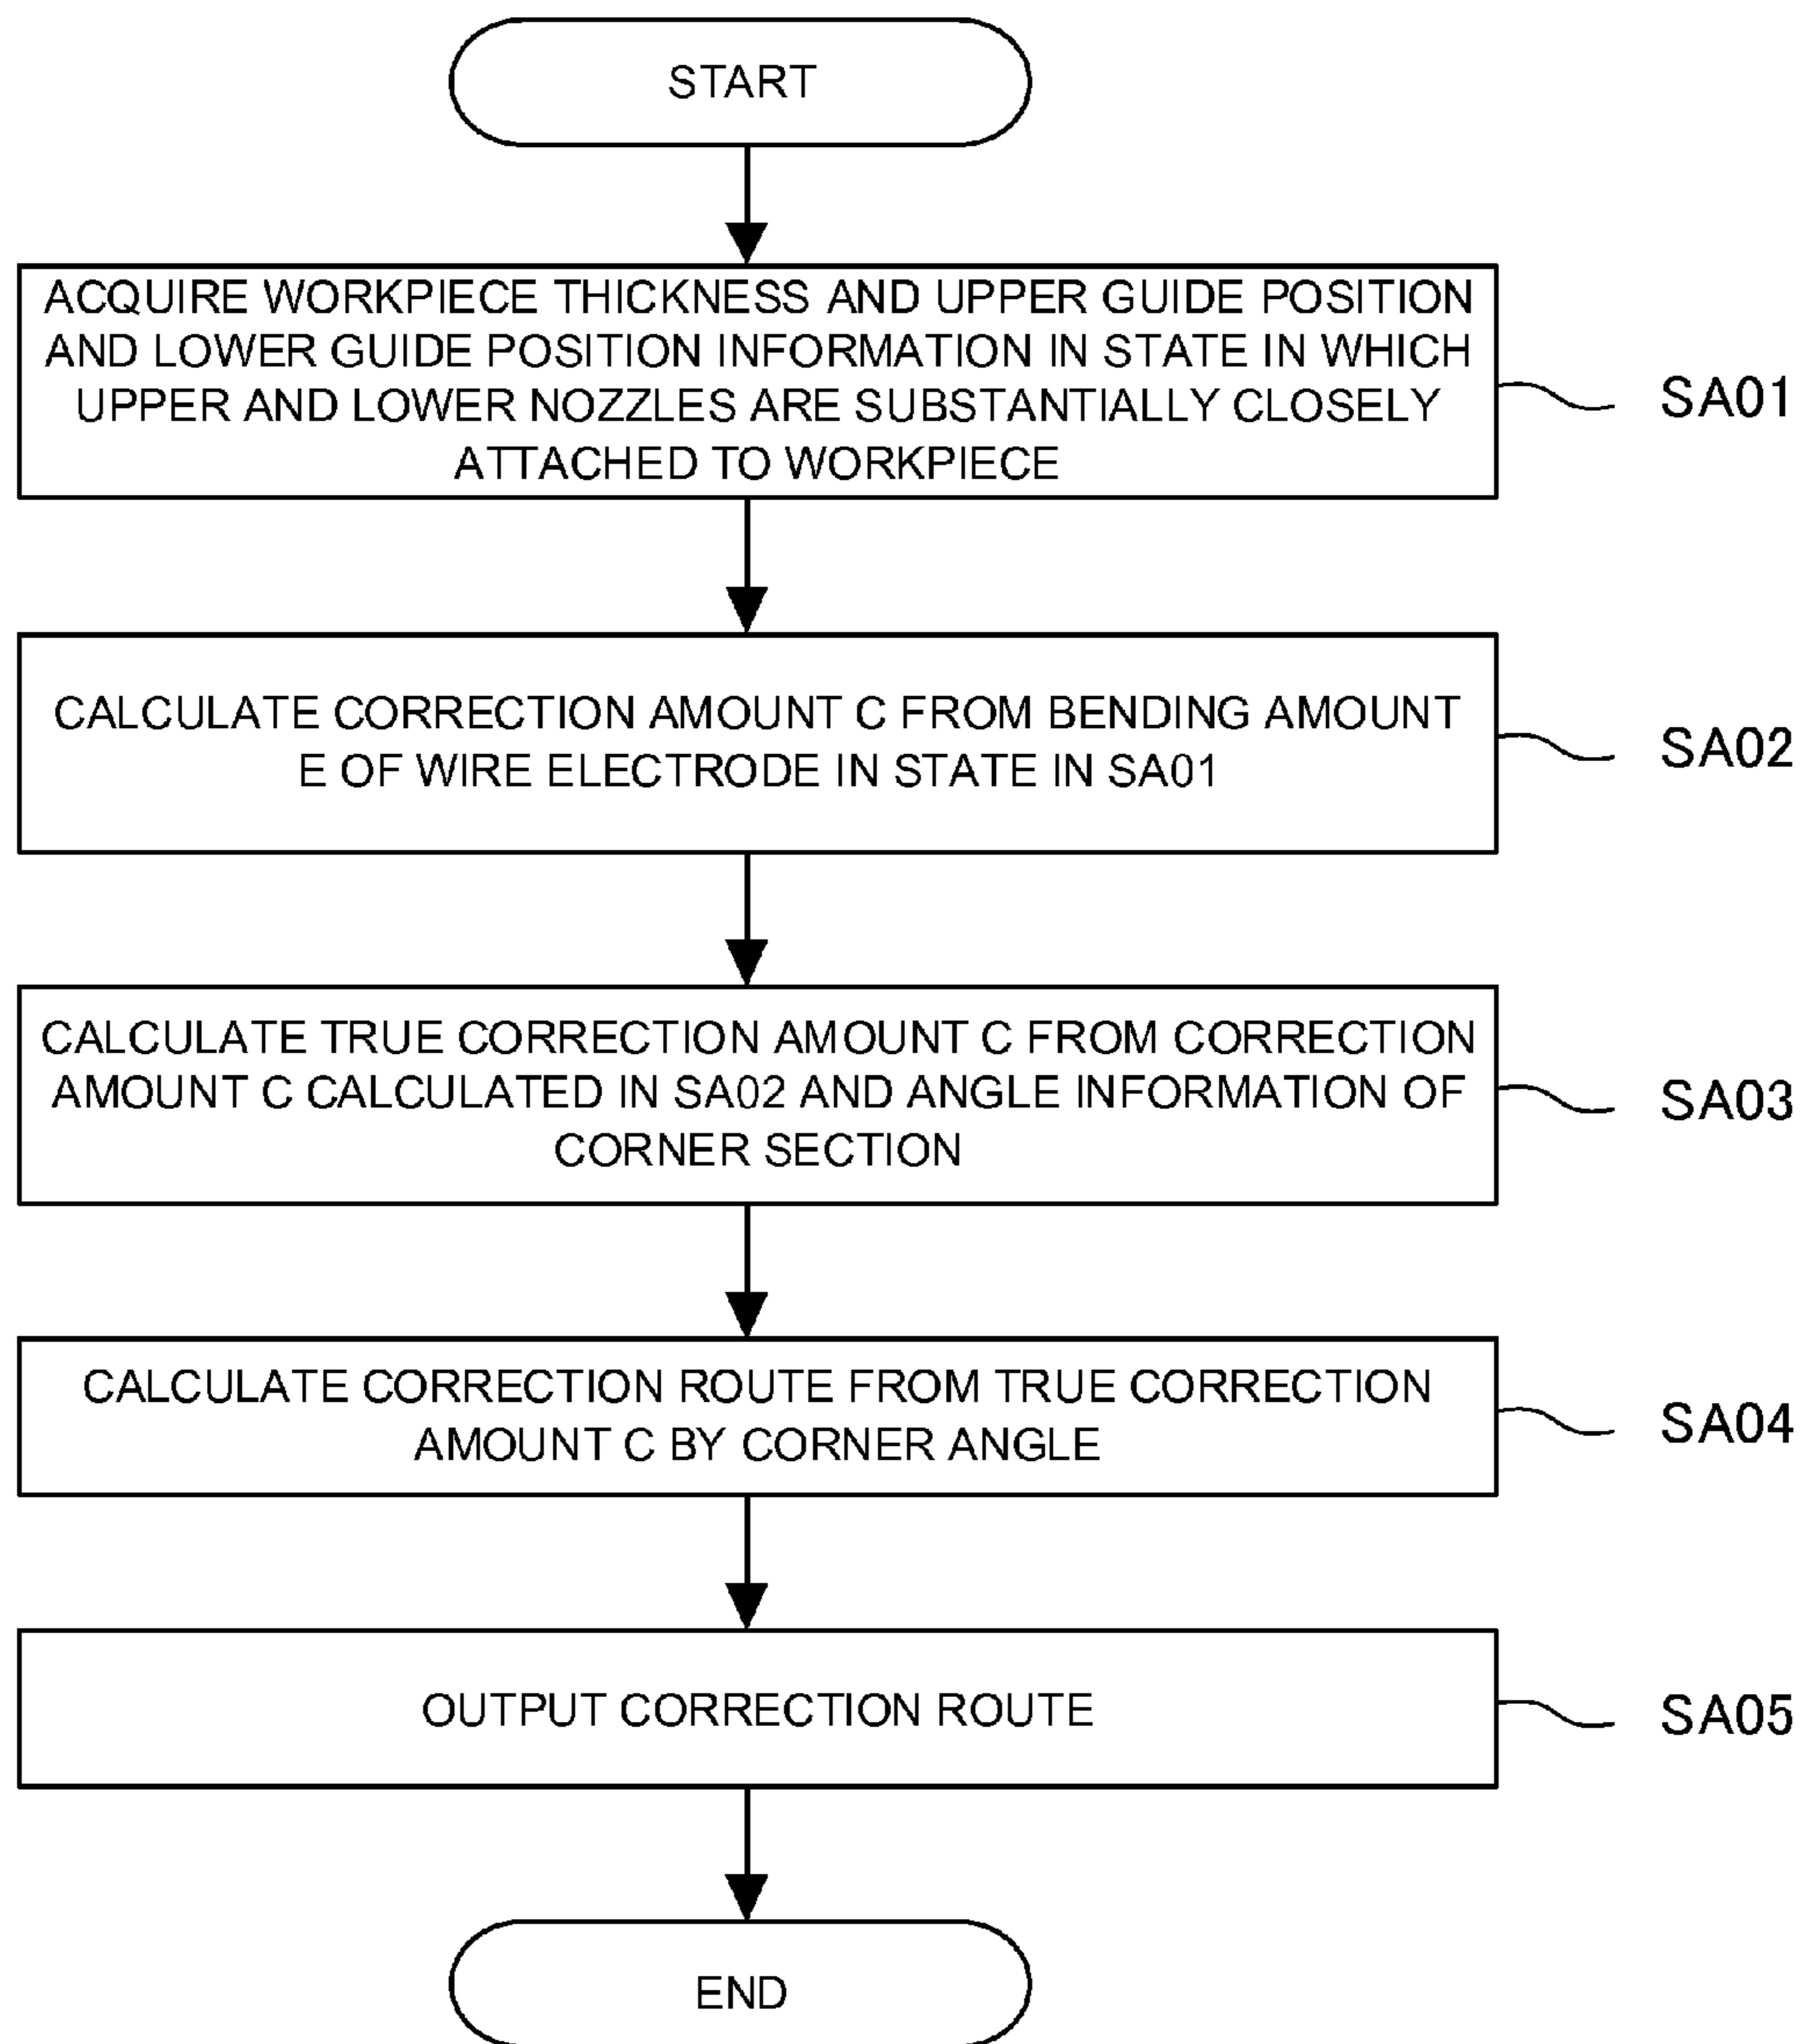 START
ACQUIRE WORKPIECE THICKNESS AND UPPER GUIDE POSITION
AND LOWER GUIDE POSITION INFORMATION IN STATE IN WHICH
UPPER AND LOWER NOZZLES ARE SUBSTANTIALLY CLOSELY
ATTACHED TO WORKPIECE
SA01
CALCULATE CORRECTION AMOUNT C FROM BENDING AMOUNT
E OF WIRE ELECTRODE IN STATE IN SA01
SA02
CALCULATE TRUE CORRECTION AMOUNT C FROM CORRECTION
AMOUNT C CALCULATED IN SA02 AND ANGLE INFORMATION OF
CORNER SECTION
SA03
CALCULATE CORRECTION ROUTE FROM TRUE CORRECTION
AMOUNT C BY CORNER ANGLE
SA04
OUTPUT CORRECTION ROUTE
SA05
END